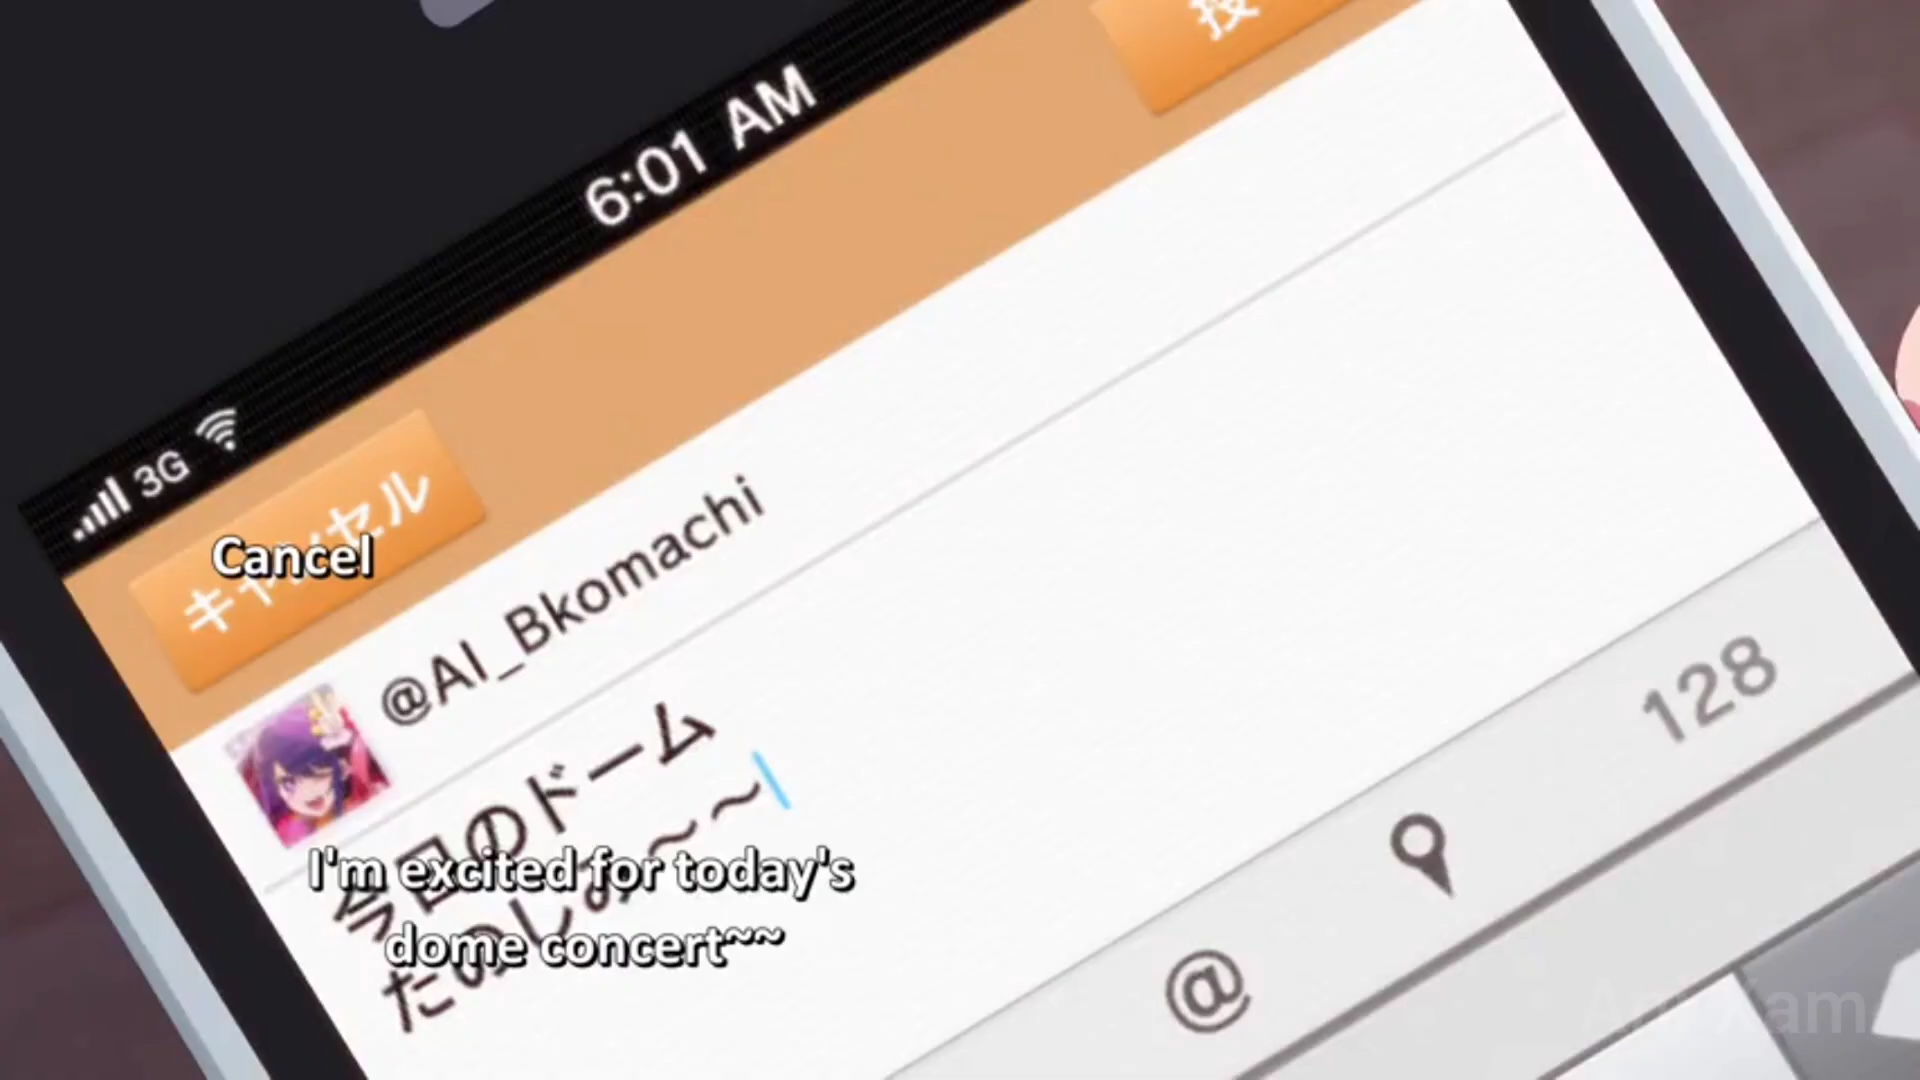 投
6:01 AM
3G
キャンセル
Cancel
@AI_Bkomachi
今日のドーム
たのしみ〜〜〜
I'm excited for today's
dome concert~~
128
@